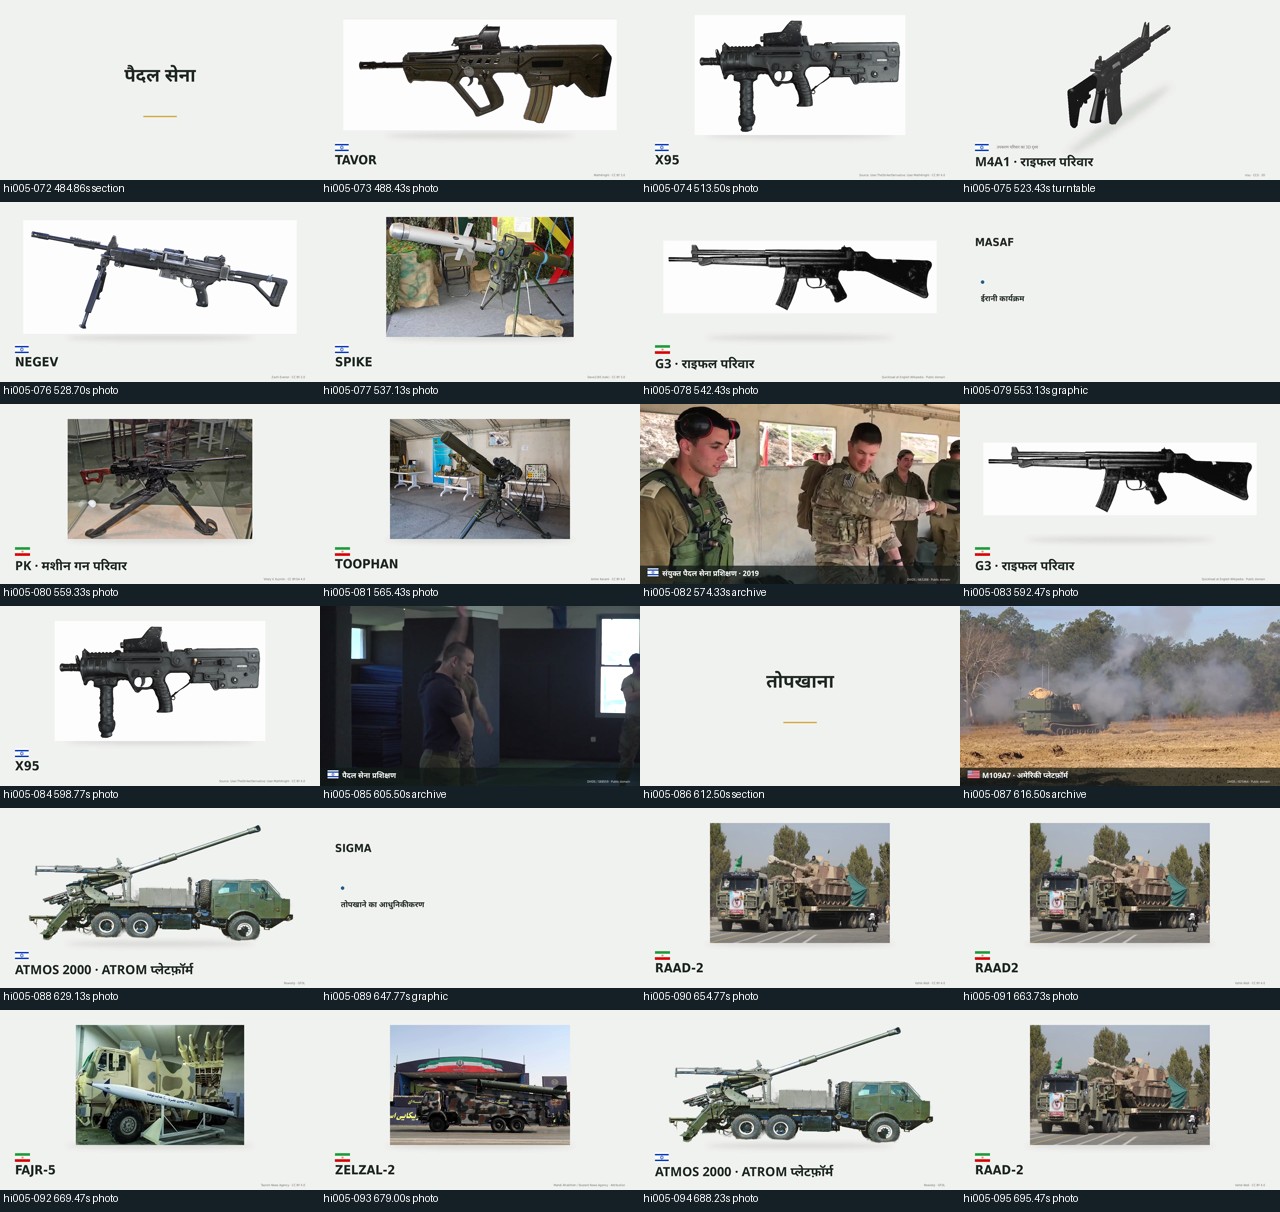 पैदल सेना
hi005-072 484.86s section
TAVOR
hi005-073 488.43s photo
X95
hi005-074 513.50s photo
M4A1 · राइफल परिवार
hi005-075 523.43s turntable
NEGEV
hi005-076 528.70s photo
SPIKE
hi005-077 537.13s photo
G3 · राइफल परिवार
hi005-078 542.43s photo
MASAF
ईरानी कार्यक्रम
hi005-079 553.13s graphic
PK · मशीन गन परिवार
hi005-080 559.33s photo
TOOPHAN
hi005-081 565.43s photo
संयुक्त पैदल सेना प्रशिक्षण · 2019
hi005-082 574.33s archive
G3 · राइफल परिवार
hi005-083 592.47s photo
X95
hi005-084 598.77s photo
पैदल सेना प्रशिक्षण
hi005-085 605.50s archive
तोपखाना
hi005-086 612.50s section
M109A7 · अमेरिकी प्लेटफ़ॉर्म
hi005-087 616.50s archive
ATMOS 2000 · ATROM प्लेटफ़ॉर्म
hi005-088 629.13s photo
SIGMA
तोपखाने का आधुनिकीकरण
hi005-089 647.77s graphic
RAAD-2
hi005-090 654.77s photo
RAAD2
hi005-091 663.73s photo
FAJR-5
hi005-092 669.47s photo
ZELZAL-2
hi005-093 679.00s photo
ATMOS 2000 · ATROM प्लेटफ़ॉर्म
hi005-094 688.23s photo
RAAD-2
hi005-095 695.47s photo